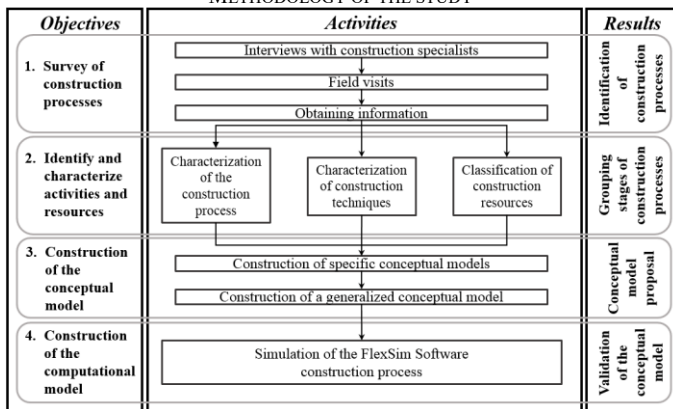 METHODOLOGY OF THE STUDY
Objectives
Activities
Results
1. Survey of
construction
processes
Interviews with construction specialists
Field visits
Obtaining information
Identification
of
construction
processes
2. Identify and
characterize
activities and
resources
Characterization
of the
construction
process
Characterization
of construction
techniques
Classification of
construction
resources
Grouping
stages of
construction
processes
3. Construction
of the
conceptual
model
Construction of specific conceptual models
Construction of a generalized conceptual model
Conceptual
model
proposal
4. Construction
of the
computational
model
Simulation of the FlexSim Software
construction process
Validation
of the
conceptual
model